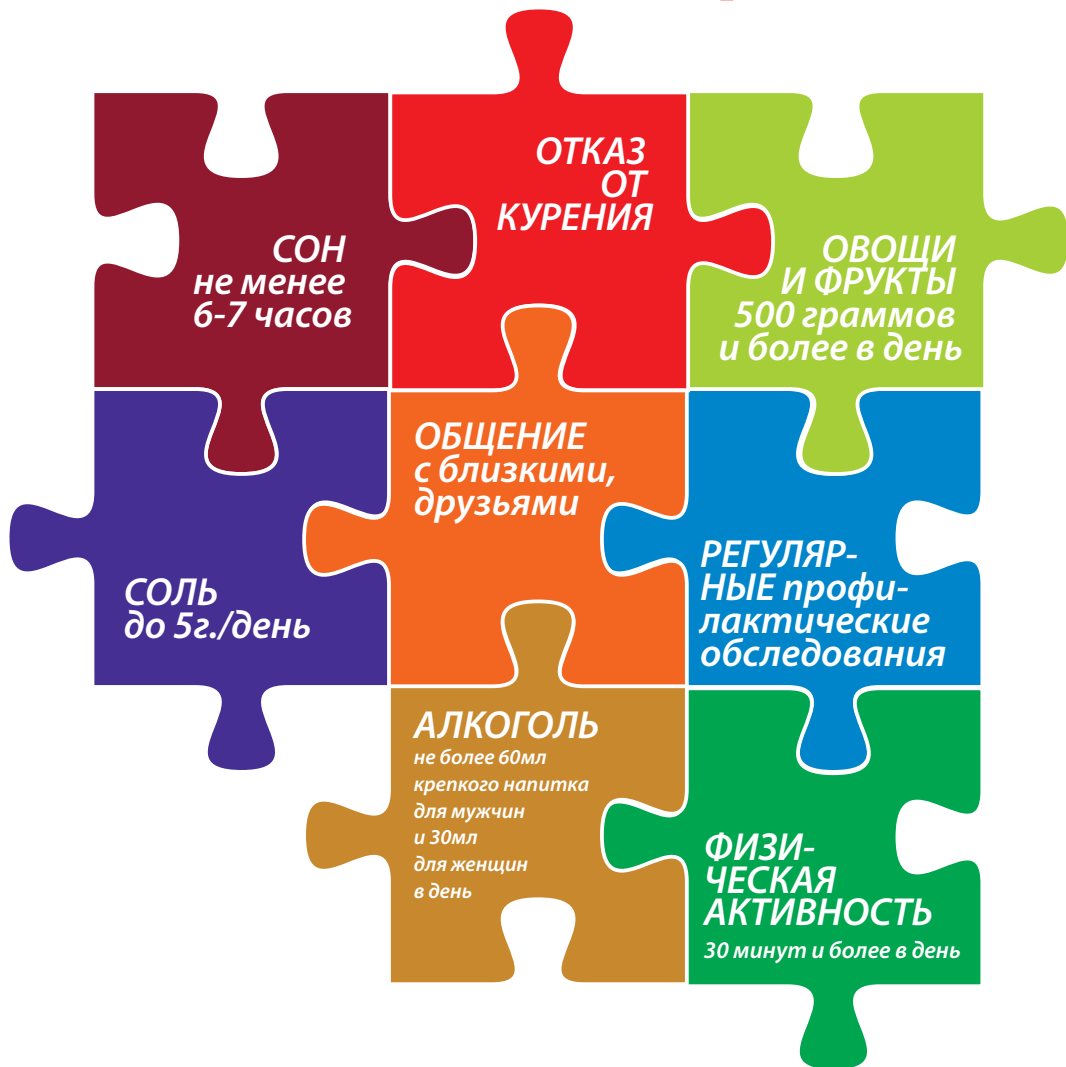 СОН
не менее
6-7 часов
ОТКАЗ
ОТ
КУРЕНИЯ
ОВОЩИ
И ФРУКТЫ
500 граммов
и более в день
СОЛЬ
до 5г./день
ОБЩЕНИЕ
с близкими,
друзьями
РЕГУЛЯР-
НЫЕ профи-
лактические
обследования
АЛКОГОЛЬ
не более 60мл
крепкого напитка
для мужчин
и 30мл
для женщин
в день
ФИЗИ-
ЧЕСКАЯ
АКТИВНОСТЬ
30 минут и более в день